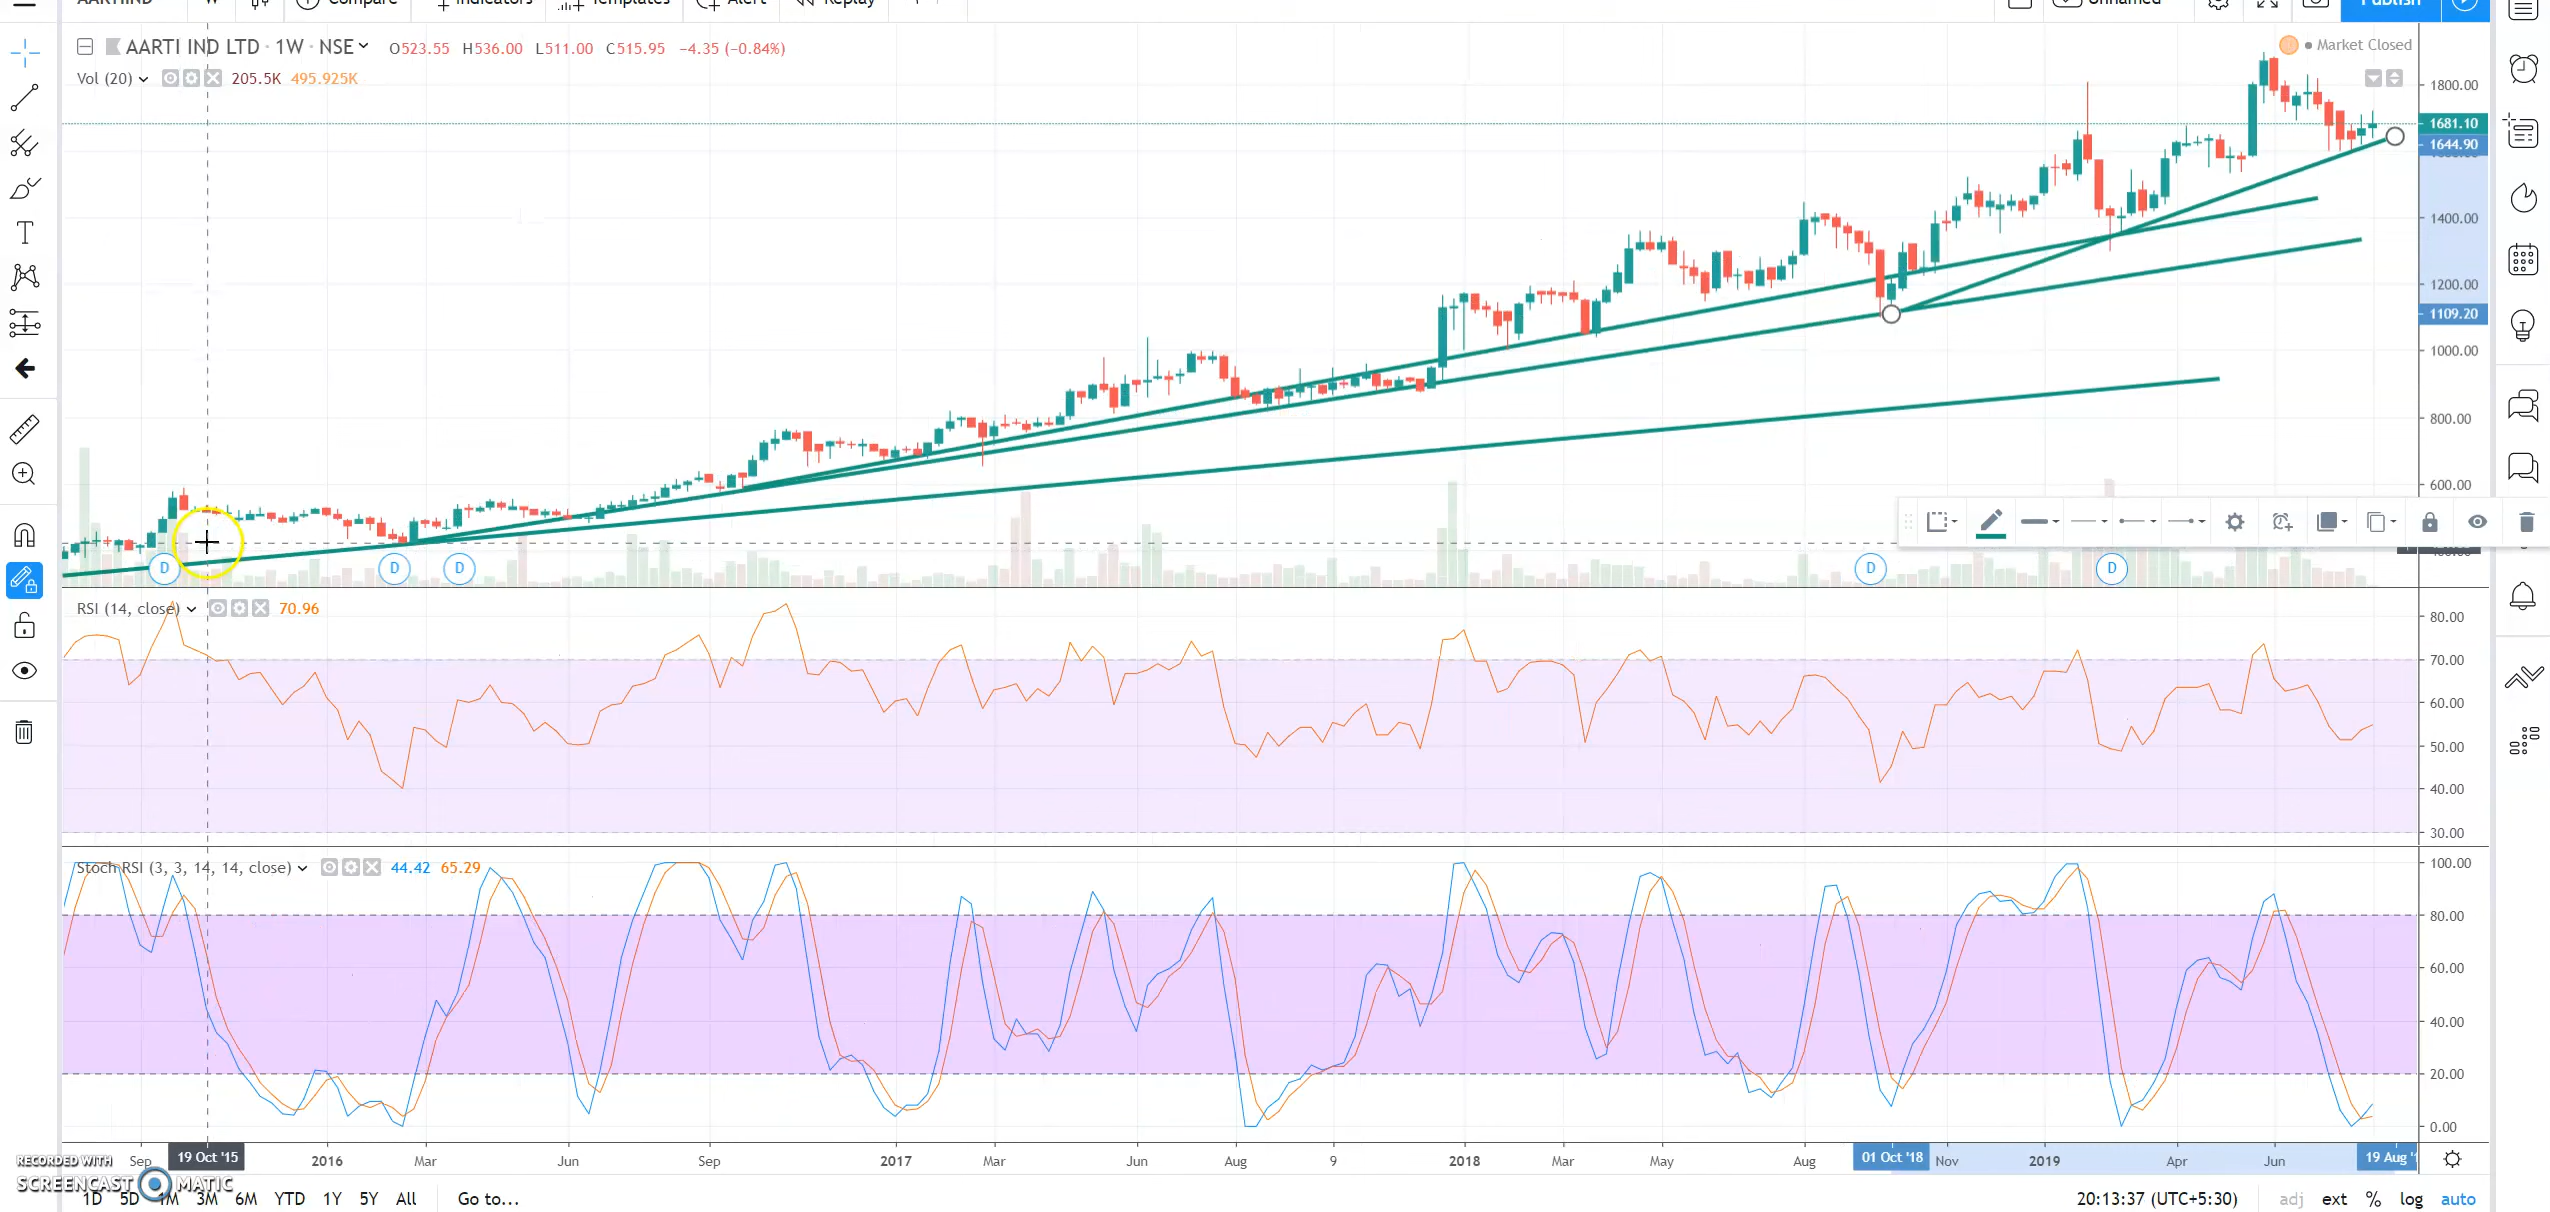 AARTIIND W Compare Indicators Templates Alert Replay Unnamed Publish
AARTI IND LTD · 1W · NSE O523.55 H536.00 L511.00 C515.95 −4.35 (−0.84%)
Market Closed
Vol (20) 205.5K 495.925K
1800.00
1681.10
1644.90
1400.00
1200.00
1109.20
1000.00
800.00
600.00
D D D D D
RSI (14, close) 70.96
80.00
70.00
60.00
50.00
40.00
30.00
Stoch RSI (3, 3, 14, 14, close) 44.42 65.29
100.00
80.00
60.00
40.00
20.00
0.00
Sep 19 Oct '15 2016 Mar Jun Sep 2017 Mar Jun Aug 9 2018 Mar May Aug 01 Oct '18 Nov 2019 Apr Jun 19 Aug '1
RECORDED WITH
SCREENCAST MATIC
1D 5D 1M 3M 6M YTD 1Y 5Y All Go to... 20:13:37 (UTC+5:30) adj ext % log auto